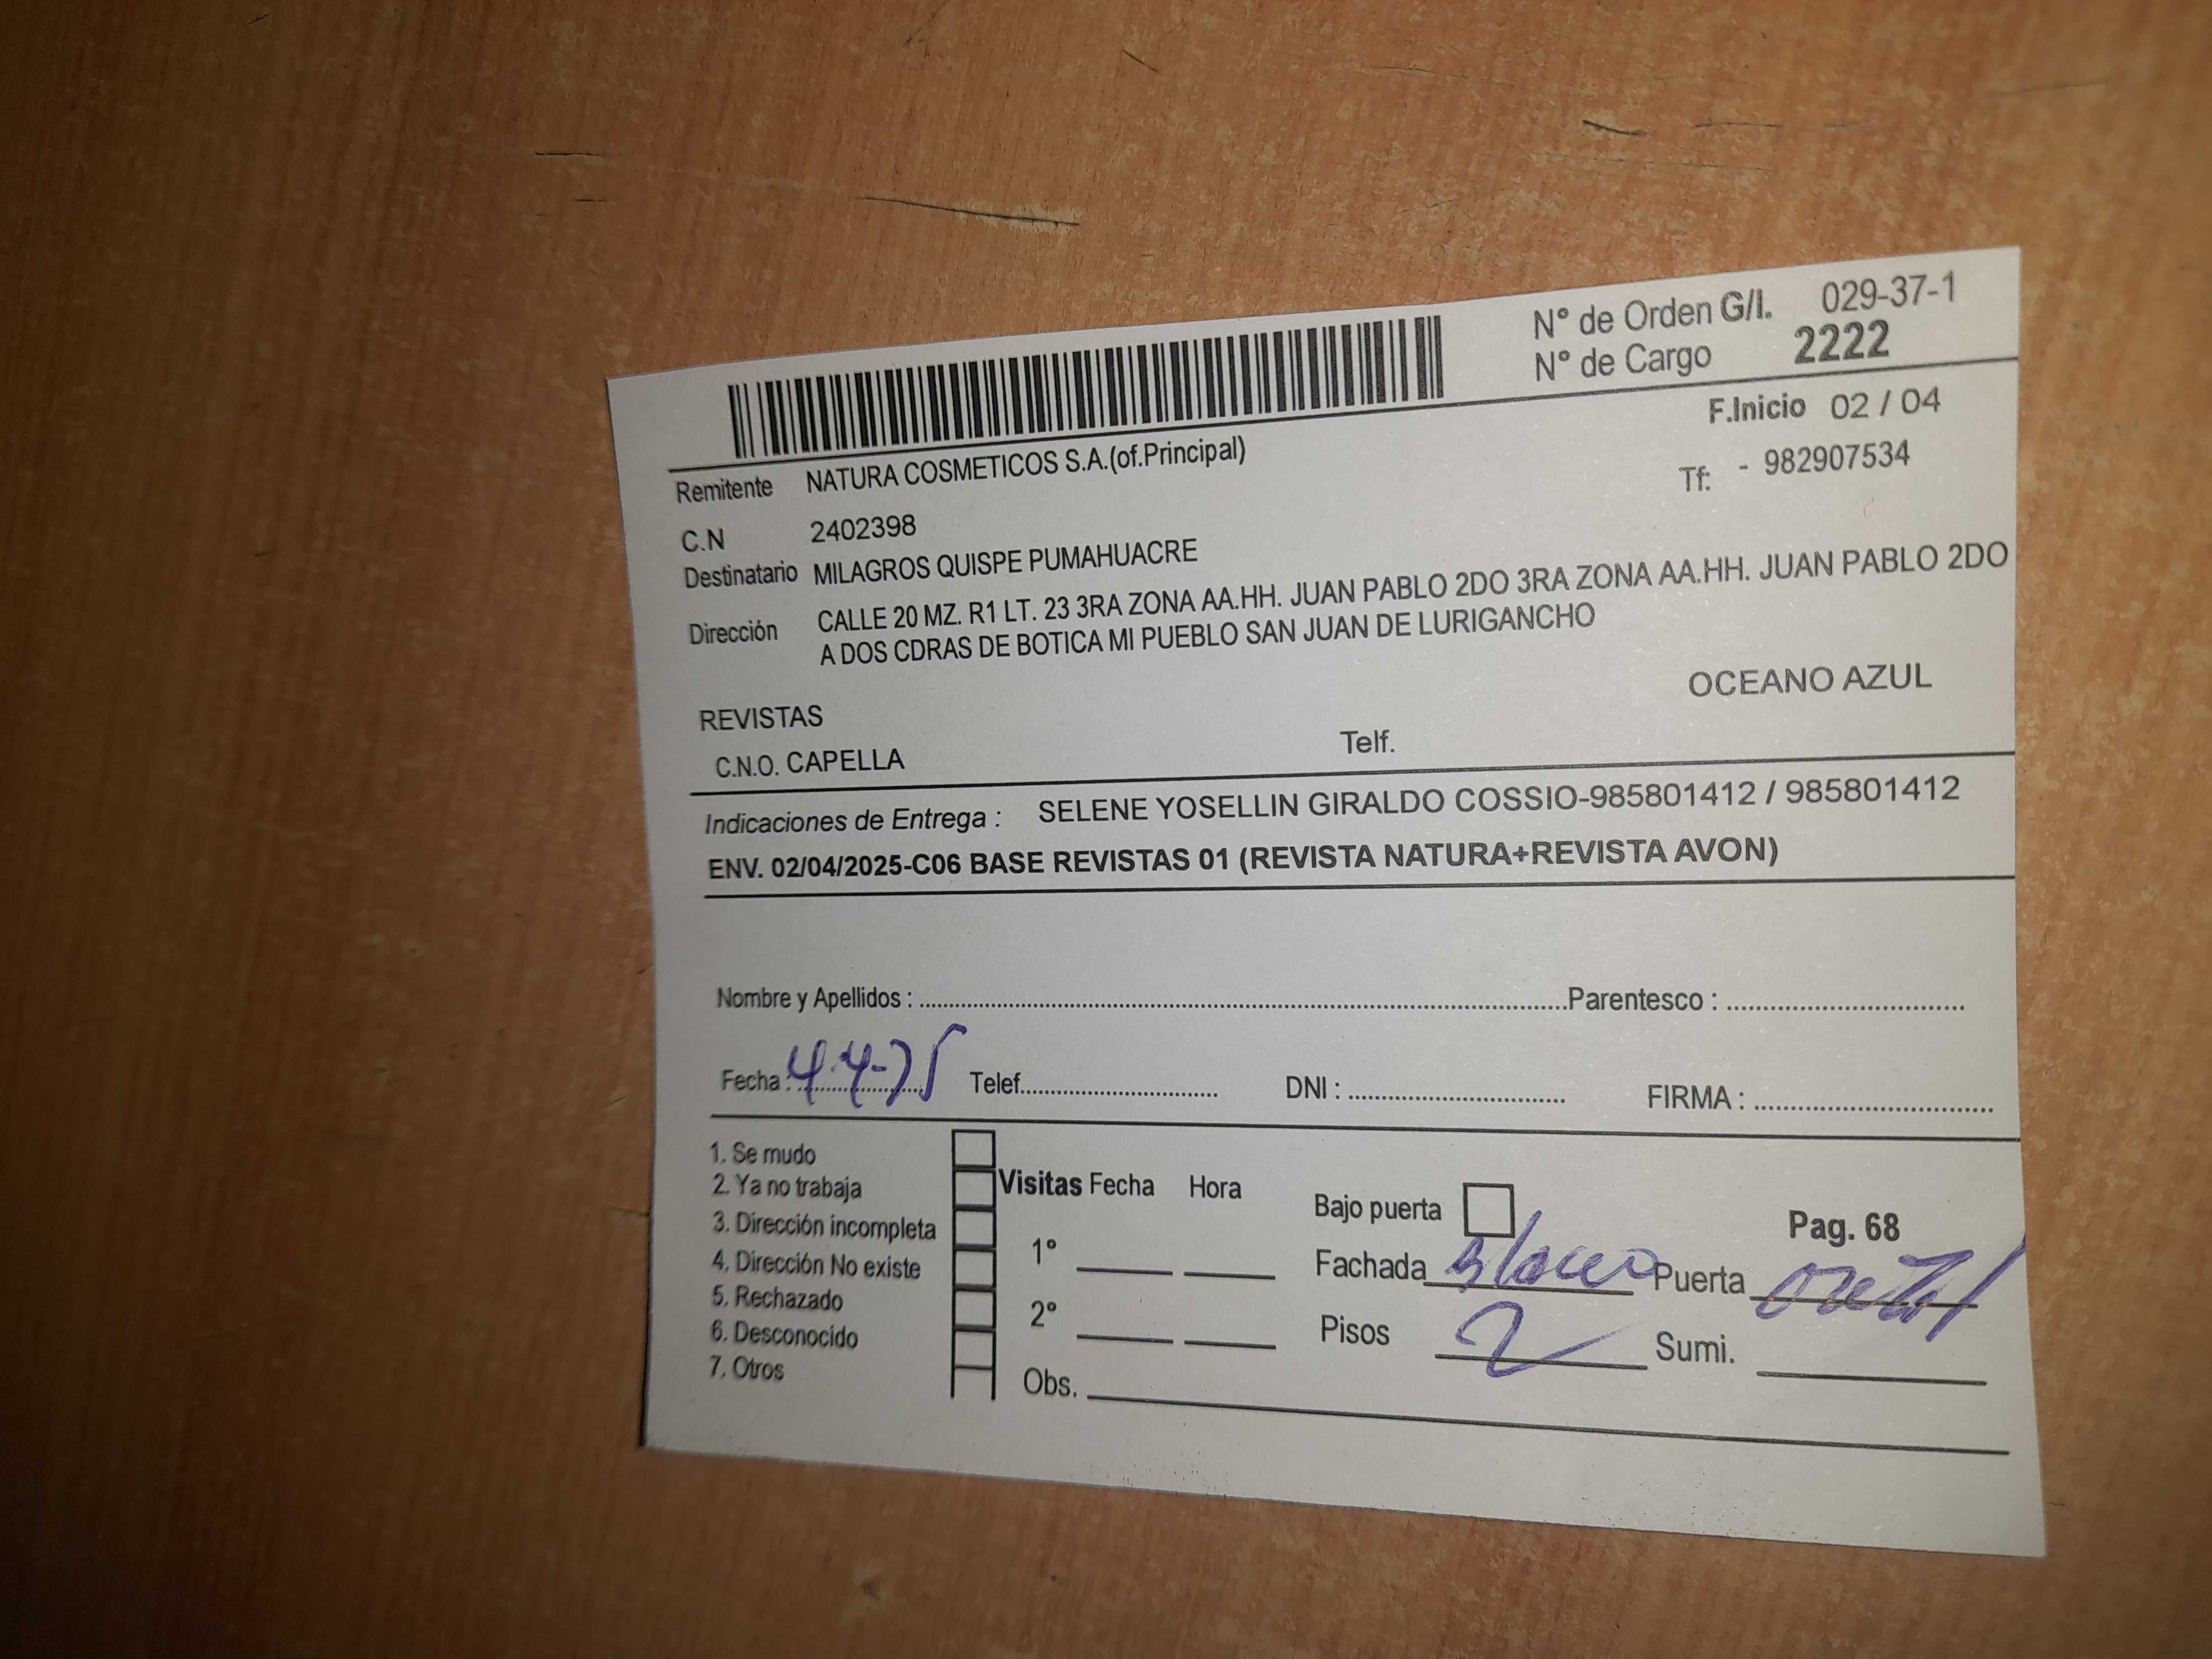 N° de Orden G/I. 029-37-1
N° de Cargo 2222
F.Inicio 02 / 04
Remitente NATURA COSMETICOS S.A.(of.Principal)
Tf: - 982907534
C.N 2402398
Destinatario MILAGROS QUISPE PUMAHUACRE
Dirección CALLE 20 MZ. R1 LT. 23 3RA ZONA AA.HH. JUAN PABLO 2DO 3RA ZONA AA.HH. JUAN PABLO 2DO
A DOS CDRAS DE BOTICA MI PUEBLO SAN JUAN DE LURIGANCHO
OCEANO AZUL
REVISTAS
C.N.O. CAPELLA Telf.
Indicaciones de Entrega : SELENE YOSELLIN GIRALDO COSSIO-985801412 / 985801412
ENV. 02/04/2025-C06 BASE REVISTAS 01 (REVISTA NATURA+REVISTA AVON)
Nombre y Apellidos : Parentesco :
Fecha : 4-4-25 Telef. DNI : FIRMA :
1. Se mudo
2. Ya no trabaja
3. Dirección incompleta
4. Dirección No existe
5. Rechazado
6. Desconocido
7. Otros
Visitas Fecha Hora
1°
2°
Obs.
Bajo puerta
Pag. 68
Fachada Blanco Puerta
Pisos 2 Sumi.